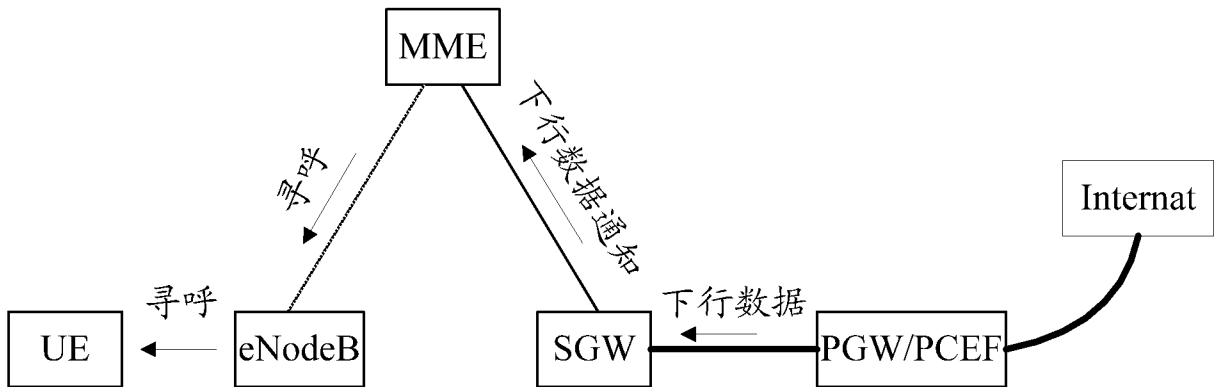 MME
下行数据通知
寻呼
Internat
寻呼
下行数据
UE
eNodeB
SGW
PGW/PCEF